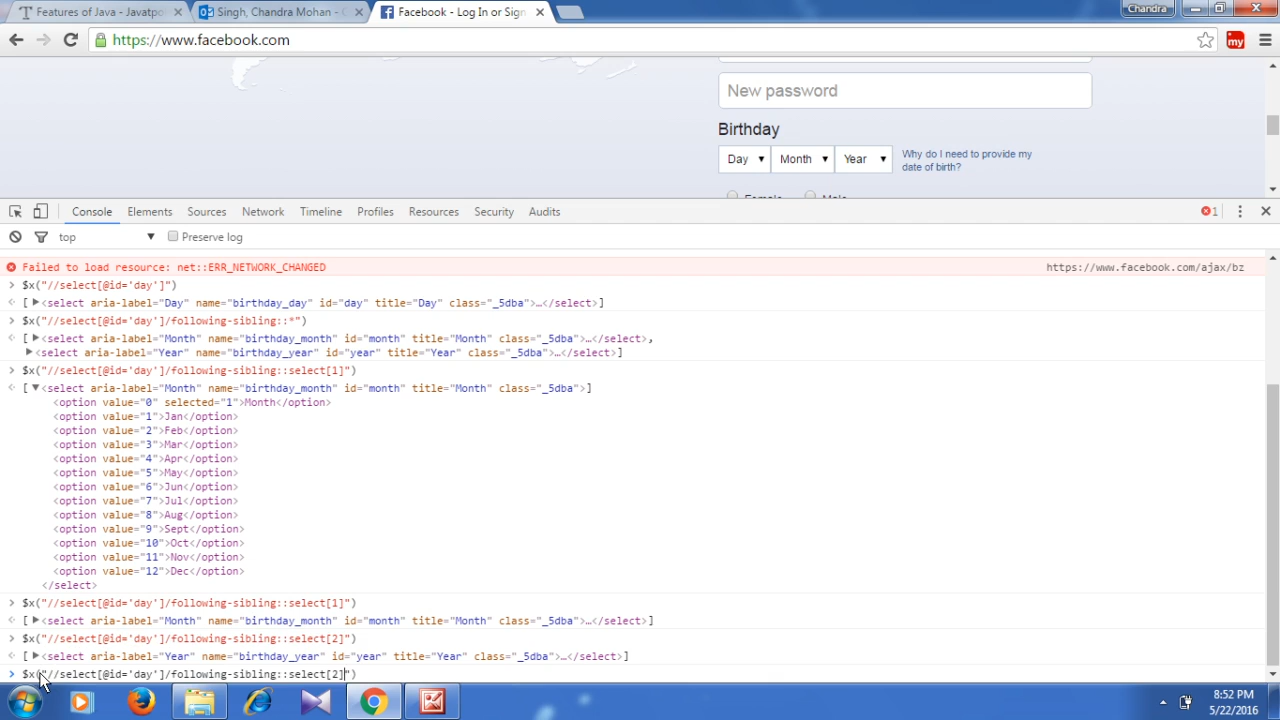 Features of Java - Javatpoin
Singh, Chandra Mohan - 
Facebook - Log In or Sign
Chandra
https://www.facebook.com
my
New password
Birthday
Day
Month
Year
Why do I need to provide my
date of birth?
Female
Male
Console
Elements
Sources
Network
Timeline
Profiles
Resources
Security
Audits
1
top
Preserve log
Failed to load resource: net::ERR_NETWORK_CHANGED
https://www.facebook.com/ajax/bz
$x("//select[@id='day']")
[ <select aria-label="Day" name="birthday_day" id="day" title="Day" class="_5dba">…</select>]
$x("//select[@id='day']/following-sibling::*")
[ <select aria-label="Month" name="birthday_month" id="month" title="Month" class="_5dba">…</select>,
<select aria-label="Year" name="birthday_year" id="year" title="Year" class="_5dba">…</select>]
$x("//select[@id='day']/following-sibling::select[1]")
[ <select aria-label="Month" name="birthday_month" id="month" title="Month" class="_5dba">]
<option value="0" selected="1">Month</option>
<option value="1">Jan</option>
<option value="2">Feb</option>
<option value="3">Mar</option>
<option value="4">Apr</option>
<option value="5">May</option>
<option value="6">Jun</option>
<option value="7">Jul</option>
<option value="8">Aug</option>
<option value="9">Sept</option>
<option value="10">Oct</option>
<option value="11">Nov</option>
<option value="12">Dec</option>
</select>
$x("//select[@id='day']/following-sibling::select[1]")
[ <select aria-label="Month" name="birthday_month" id="month" title="Month" class="_5dba">…</select>]
$x("//select[@id='day']/following-sibling::select[2]")
[ <select aria-label="Year" name="birthday_year" id="year" title="Year" class="_5dba">…</select>]
$x("//select[@id='day']/following-sibling::select[2]")
8:52 PM
5/22/2016